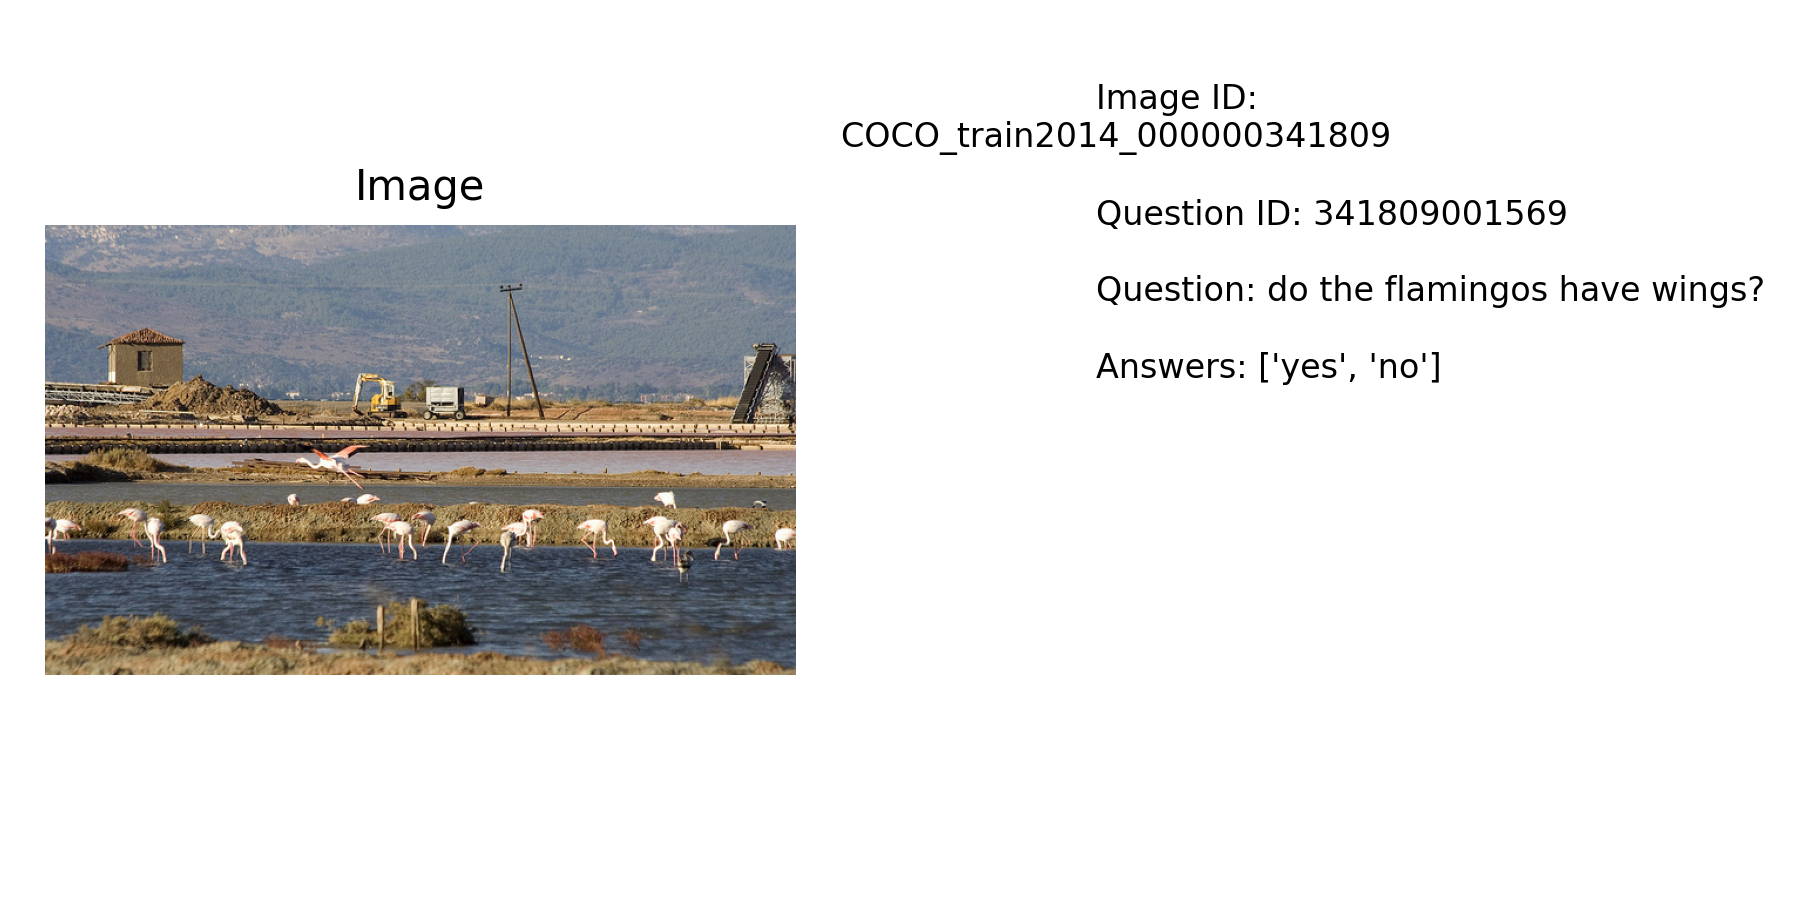 Image
Image ID:
COCO_train2014_000000341809
Question ID: 341809001569
Question: do the flamingos have wings?
Answers: ['yes', 'no']